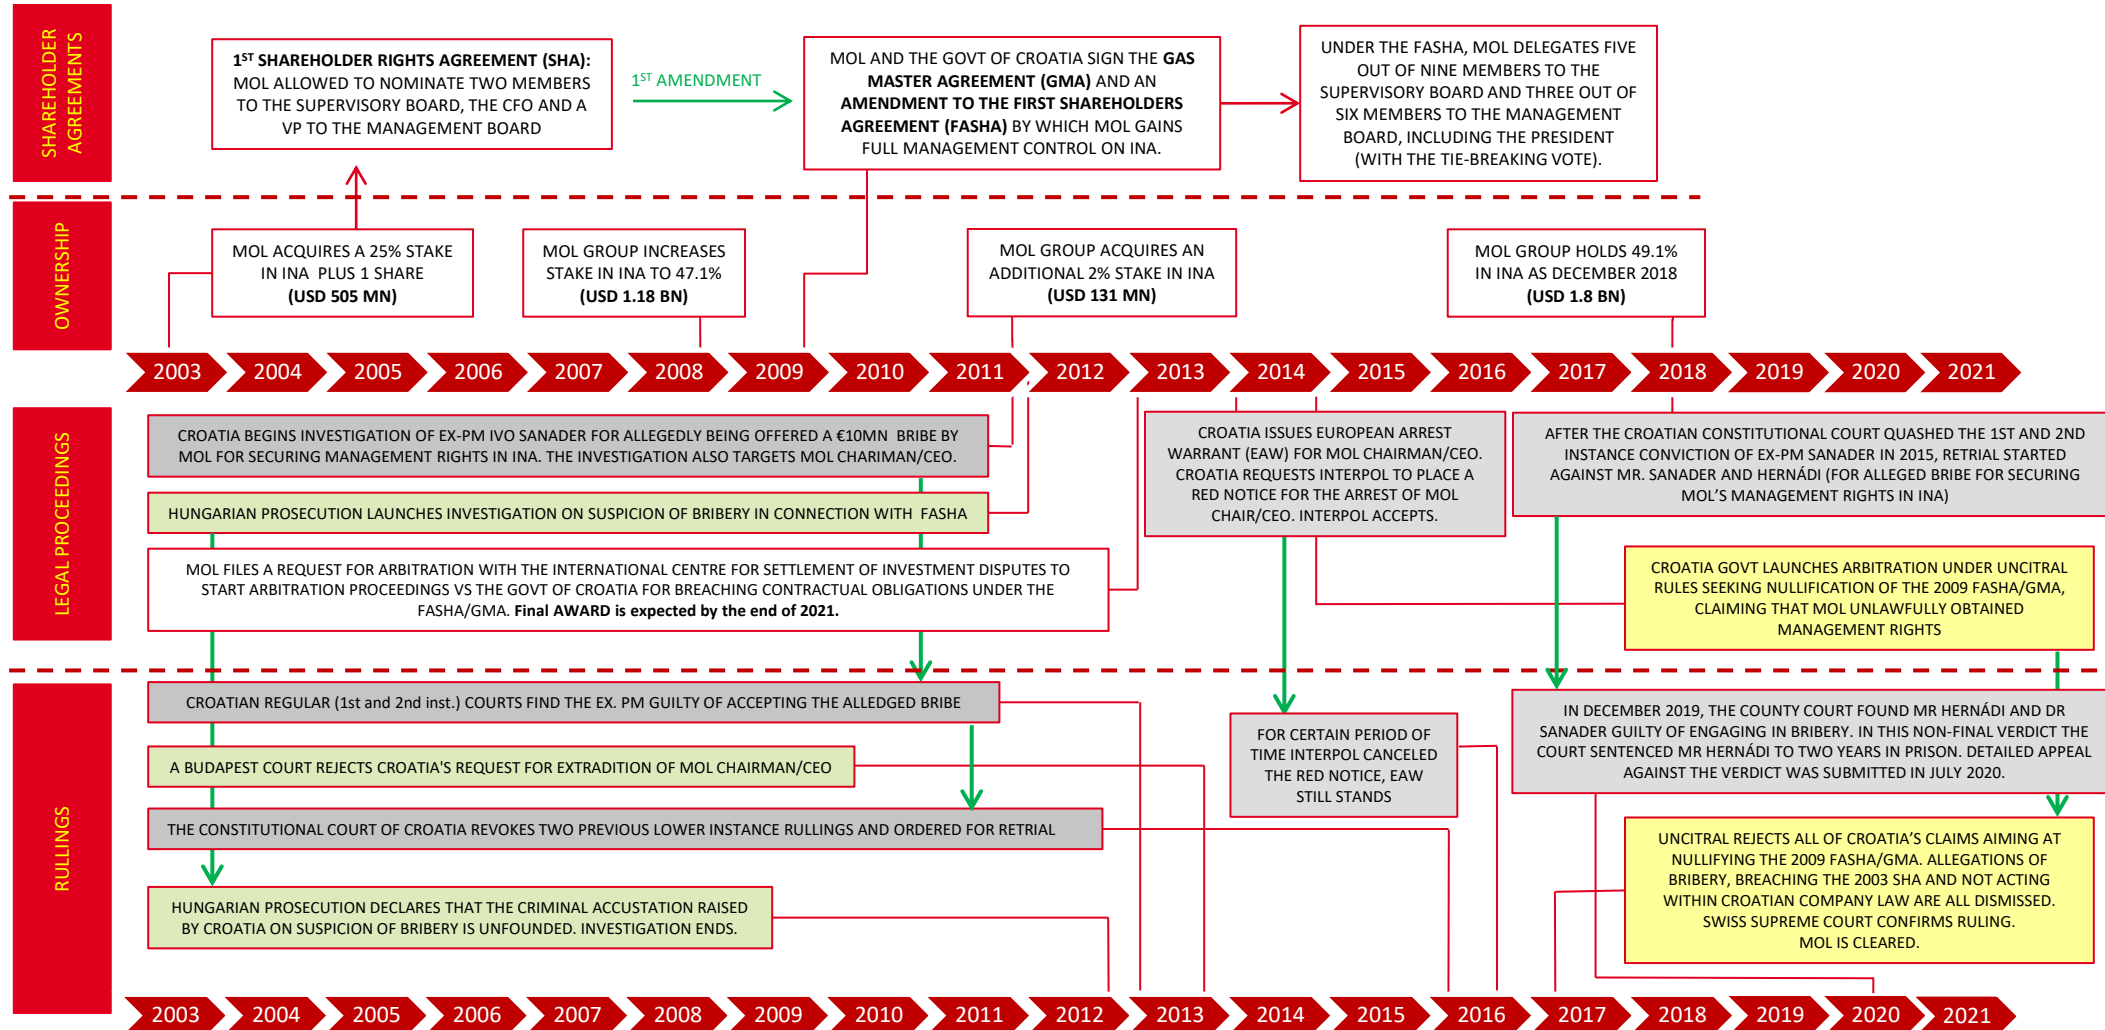 SHAREHOLDER
AGREEMENTS
1ST SHAREHOLDER RIGHTS AGREEMENT (SHA):
MOL ALLOWED TO NOMINATE TWO MEMBERS
TO THE SUPERVISORY BOARD, THE CFO AND A
VP TO THE MANAGEMENT BOARD
1ST AMENDMENT
MOL AND THE GOVT OF CROATIA SIGN THE GAS
MASTER AGREEMENT (GMA) AND AN
AMENDMENT TO THE FIRST SHAREHOLDERS
AGREEMENT (FASHA) BY WHICH MOL GAINS
FULL MANAGEMENT CONTROL ON INA.
UNDER THE FASHA, MOL DELEGATES FIVE
OUT OF NINE MEMBERS TO THE
SUPERVISORY BOARD AND THREE OUT OF
SIX MEMBERS TO THE MANAGEMENT
BOARD, INCLUDING THE PRESIDENT
(WITH THE TIE-BREAKING VOTE).
OWNERSHIP
MOL ACQUIRES A 25% STAKE
IN INA PLUS 1 SHARE
(USD 505 MN)
MOL GROUP INCREASES
STAKE IN INA TO 47.1%
(USD 1.18 BN)
MOL GROUP ACQUIRES AN
ADDITIONAL 2% STAKE IN INA
(USD 131 MN)
MOL GROUP HOLDS 49.1%
IN INA AS DECEMBER 2018
(USD 1.8 BN)
2003 2004 2005 2006 2007 2008 2009 2010 2011 2012 2013 2014 2015 2016 2017 2018 2019 2020 2021
LEGAL PROCEEDINGS
CROATIA BEGINS INVESTIGATION OF EX-PM IVO SANADER FOR ALLEGEDLY BEING OFFERED A €10MN BRIBE BY
MOL FOR SECURING MANAGEMENT RIGHTS IN INA. THE INVESTIGATION ALSO TARGETS MOL CHARIMAN/CEO.
HUNGARIAN PROSECUTION LAUNCHES INVESTIGATION ON SUSPICION OF BRIBERY IN CONNECTION WITH FASHA
MOL FILES A REQUEST FOR ARBITRATION WITH THE INTERNATIONAL CENTRE FOR SETTLEMENT OF INVESTMENT DISPUTES TO
START ARBITRATION PROCEEDINGS VS THE GOVT OF CROATIA FOR BREACHING CONTRACTUAL OBLIGATIONS UNDER THE
FASHA/GMA. Final AWARD is expected by the end of 2021.
CROATIA ISSUES EUROPEAN ARREST
WARRANT (EAW) FOR MOL CHAIRMAN/CEO.
CROATIA REQUESTS INTERPOL TO PLACE A
RED NOTICE FOR THE ARREST OF MOL
CHAIR/CEO. INTERPOL ACCEPTS.
AFTER THE CROATIAN CONSTITUTIONAL COURT QUASHED THE 1ST AND 2ND
INSTANCE CONVICTION OF EX-PM SANADER IN 2015, RETRIAL STARTED
AGAINST MR. SANADER AND HERNÁDI (FOR ALLEGED BRIBE FOR SECURING
MOL'S MANAGEMENT RIGHTS IN INA)
CROATIA GOVT LAUNCHES ARBITRATION UNDER UNCITRAL
RULES SEEKING NULLIFICATION OF THE 2009 FASHA/GMA,
CLAIMING THAT MOL UNLAWFULLY OBTAINED
MANAGEMENT RIGHTS
RULLINGS
CROATIAN REGULAR (1st and 2nd inst.) COURTS FIND THE EX. PM GUILTY OF ACCEPTING THE ALLEDGED BRIBE
A BUDAPEST COURT REJECTS CROATIA'S REQUEST FOR EXTRADITION OF MOL CHAIRMAN/CEO
THE CONSTITUTIONAL COURT OF CROATIA REVOKES TWO PREVIOUS LOWER INSTANCE RULLINGS AND ORDERED FOR RETRIAL
HUNGARIAN PROSECUTION DECLARES THAT THE CRIMINAL ACCUSTATION RAISED
BY CROATIA ON SUSPICION OF BRIBERY IS UNFOUNDED. INVESTIGATION ENDS.
FOR CERTAIN PERIOD OF
TIME INTERPOL CANCELED
THE RED NOTICE, EAW
STILL STANDS
IN DECEMBER 2019, THE COUNTY COURT FOUND MR HERNÁDI AND DR
SANADER GUILTY OF ENGAGING IN BRIBERY. IN THIS NON-FINAL VERDICT THE
COURT SENTENCED MR HERNÁDI TO TWO YEARS IN PRISON. DETAILED APPEAL
AGAINST THE VERDICT WAS SUBMITTED IN JULY 2020.
UNCITRAL REJECTS ALL OF CROATIA'S CLAIMS AIMING AT
NULLIFYING THE 2009 FASHA/GMA. ALLEGATIONS OF
BRIBERY, BREACHING THE 2003 SHA AND NOT ACTING
WITHIN CROATIAN COMPANY LAW ARE ALL DISMISSED.
SWISS SUPREME COURT CONFIRMS RULING.
MOL IS CLEARED.
2003 2004 2005 2006 2007 2008 2009 2010 2011 2012 2013 2014 2015 2016 2017 2018 2019 2020 2021